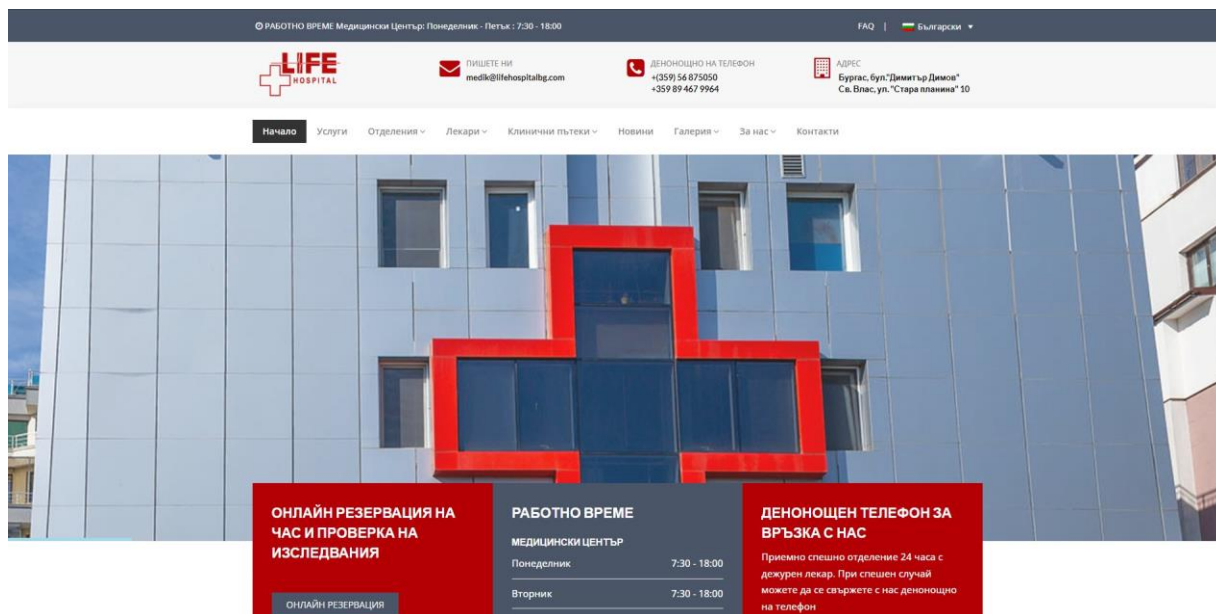 РАБОТНО ВРЕМЕ Медицински Център: Понеделник - Петък : 7:30 - 18:00
FAQ | Български
LIFE
HOSPITAL
ПИШЕТЕ НИ
medik@lifehospitalbg.com
ДЕНОНОЩНО НА ТЕЛЕФОН
+(359) 56 875050
+359 89 467 9964
АДРЕС
Бургас, бул."Димитър Димов"
Св. Влас, ул. "Стара планина" 10
Начало Услуги Отделения Лекари Клинични пътеки Новини Галерия За нас Контакти
ОНЛАЙН РЕЗЕРВАЦИЯ НА
ЧАС И ПРОВЕРКА НА
ИЗСЛЕДВАНИЯ
ОНЛАЙН РЕЗЕРВАЦИЯ
РАБОТНО ВРЕМЕ
МЕДИЦИНСКИ ЦЕНТЪР
Понеделник 7:30 - 18:00
Вторник 7:30 - 18:00
ДЕНОНОЩЕН ТЕЛЕФОН ЗА
ВРЪЗКА С НАС
Приемно спешно отделение 24 часа с
дежурен лекар. При спешен случай
можете да се свържете с нас денонощно
на телефон